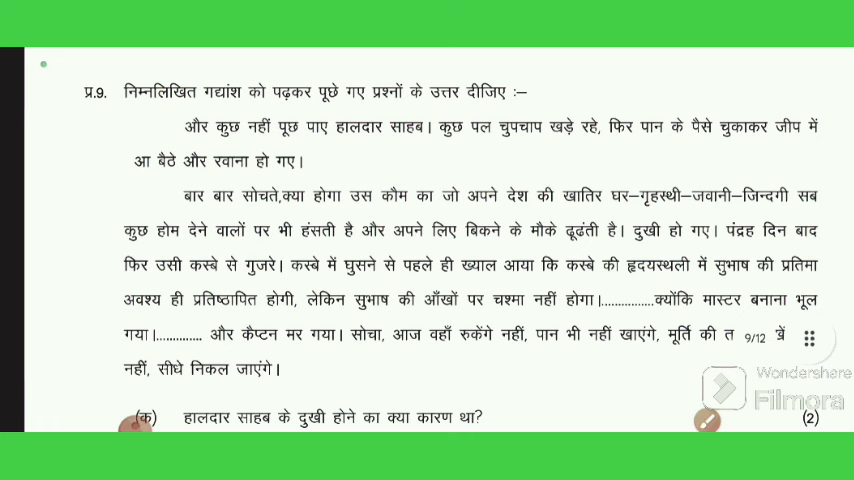 प्र.9. निम्नलिखित गद्यांश को पढ़कर पूछे गए प्रश्नों के उत्तर दीजिए :–
और कुछ नहीं पूछ पाए हालदार साहब। कुछ पल चुपचाप खड़े रहे, फिर पान के पैसे चुकाकर जीप में
आ बैठे और रवाना हो गए।
बार बार सोचते,क्या होगा उस कौम का जो अपने देश की खातिर घर–गृहस्थी–जवानी–जिन्दगी सब
कुछ होम देने वालों पर भी हंसती है और अपने लिए बिकने के मौके ढूढंती है। दुखी हो गए। पंद्रह दिन बाद
फिर उसी कस्बे से गुजरे। कस्बे में घुसने से पहले ही ख्याल आया कि कस्बे की हृदयस्थली में सुभाष की प्रतिमा
अवश्य ही प्रतिष्ठापित होगी, लेकिन सुभाष की आँखों पर चश्मा नहीं होगा।...............क्योंकि मास्टर बनाना भूल
गया।............. और कैप्टन मर गया। सोचा, आज वहाँ रुकेंगे नहीं, पान भी नहीं खाएंगे, मूर्ति की त 9/12
नहीं, सीधे निकल जाएंगे।
Wondershare
Filmora
(क) हालदार साहब के दुखी होने का क्या कारण था? (2)